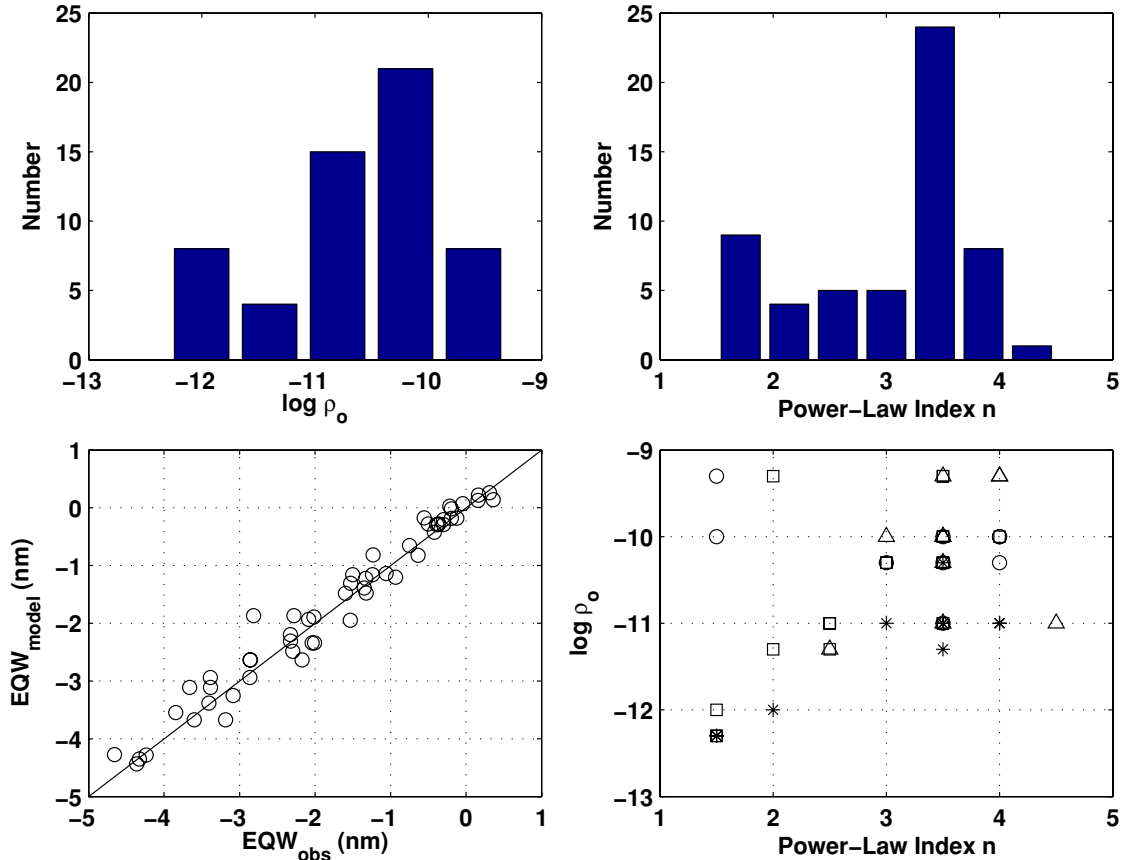 25
20
15
10
5
0
Number
−13 −12 −11 −10 −9
log ρo
25
20
15
10
5
0
Number
1 2 3 4 5
Power−Law Index n
1
0
−1
−2
−3
−4
−5
EQWmodel (nm)
−5 −4 −3 −2 −1 0 1
EQWobs (nm)
−9
−10
−11
−12
−13
log ρo
1 2 3 4 5
Power−Law Index n